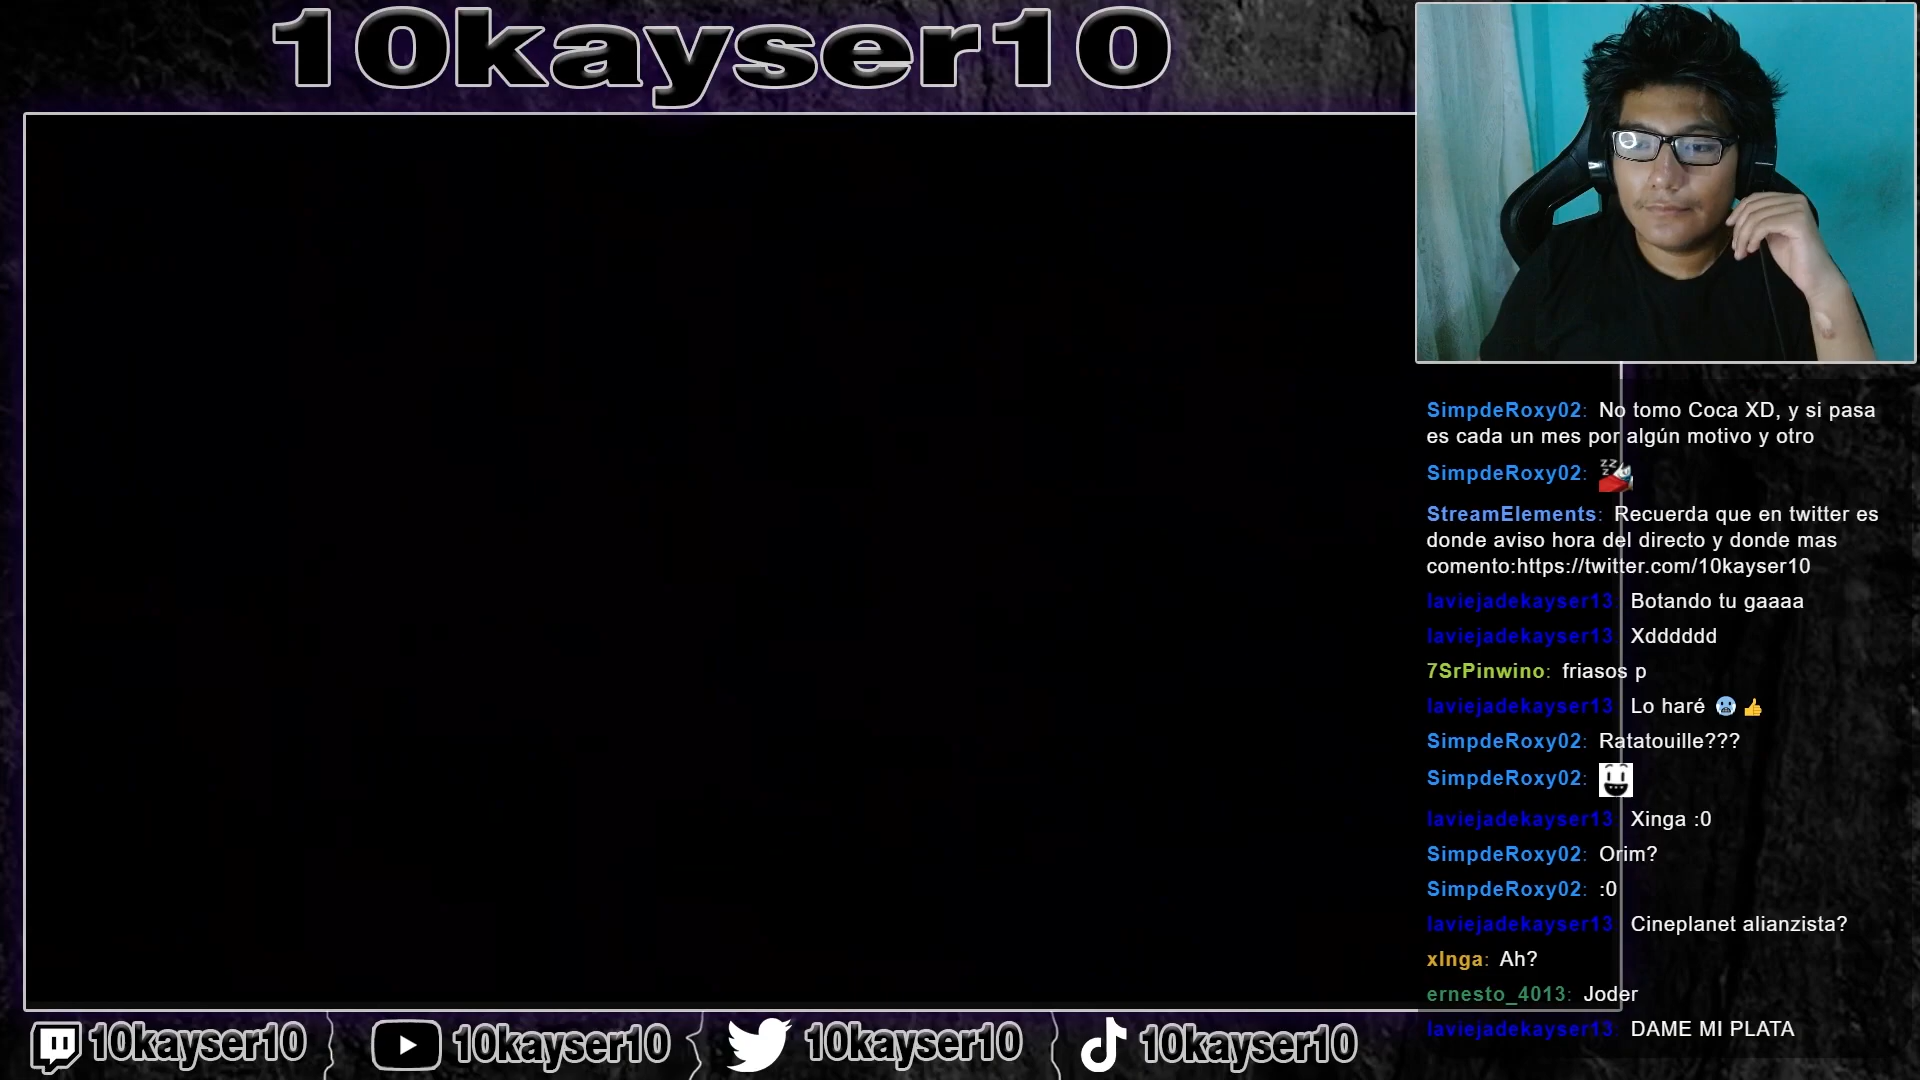 10kayser10
SimpdeRoxy02: No tomo Coca XD, y si pasa
es cada un mes por algún motivo y otro
SimpdeRoxy02:
StreamElements: Recuerda que en twitter es
donde aviso hora del directo y donde mas
comento:https://twitter.com/10kayser10
laviejadekayser13: Botando tu gaaaa
laviejadekayser13: Xdddddd
7SrPinwino: friasos p
laviejadekayser13: Lo haré 🥶👍
SimpdeRoxy02: Ratatouille???
SimpdeRoxy02:
laviejadekayser13: Xinga :0
SimpdeRoxy02: Orim?
SimpdeRoxy02: :0
laviejadekayser13: Cineplanet alianzista?
xInga: Ah?
ernesto_4013: Joder
laviejadekayser13: DAME MI PLATA
10kayser10 10kayser10 10kayser10 10kayser10